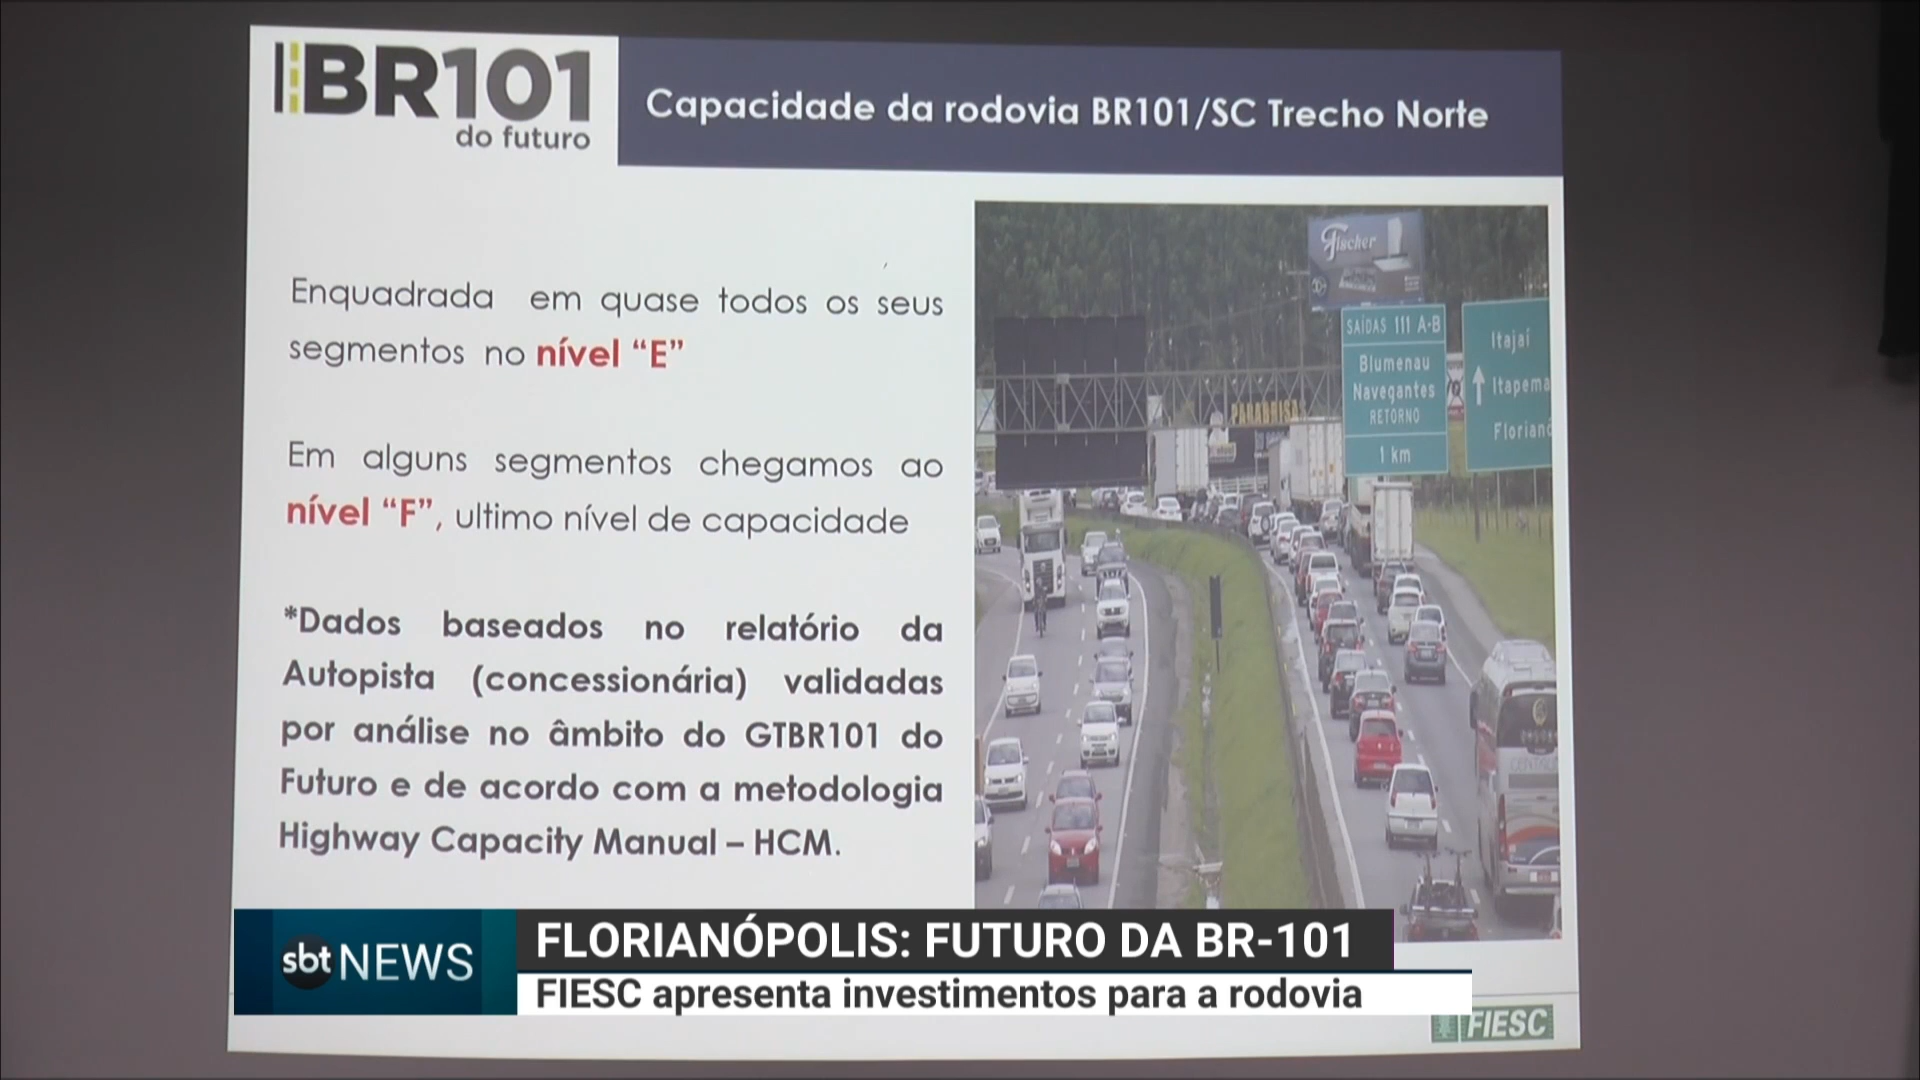 BR101
do futuro
Capacidade da rodovia BR101/SC Trecho Norte
Enquadrada em quase todos os seus
segmentos no nível “E”
Em alguns segmentos chegamos ao
nível “F”, ultimo nível de capacidade
*Dados baseados no relatório da
Autopista (concessionária) validadas
por análise no âmbito do GTBR101 do
Futuro e de acordo com a metodologia
Highway Capacity Manual – HCM.
Fischer
SAÍDAS 111 A-B
Blumenau
Navegantes
RETORNO
1 km
Itajaí
Itapema
Florianó
PARABRISA
sbt NEWS
FLORIANÓPOLIS: FUTURO DA BR-101
FIESC apresenta investimentos para a rodovia
FIESC